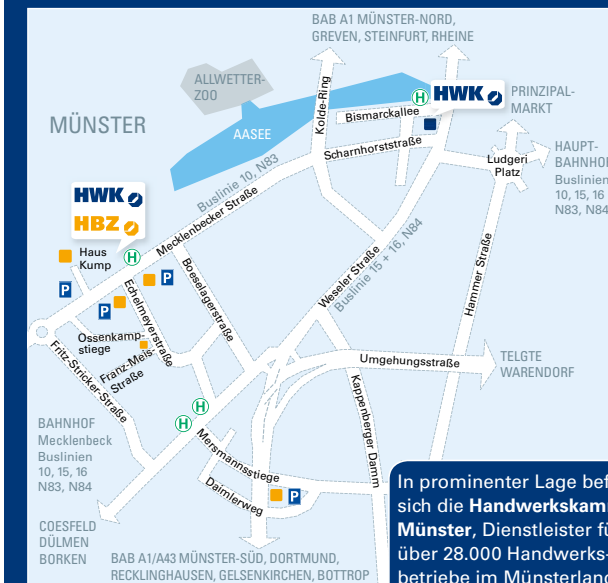 BAB A1 MÜNSTER-NORD,
GREVEN, STEINFURT, RHEINE
ALLWETTER-
ZOO
AASEE
MÜNSTER
Kolde-Ring
H
HWK
Bismarckallee
PRINZIPAL-
MARKT
Scharnhorststraße
Ludgeri
Platz
HAUPT-
BAHNHOF
Buslinien
10, 15, 16
N83, N84
Buslinie 10, N83
Mecklenbecker Straße
HWK
HBZ
H
Haus
Kump
P
P
P
Echelmeyerstraße
Boeselagerstraße
Weseler Straße
Buslinie 15 + 16, N84
Hammer Straße
Ossenkamp-
stiege
Franz-Meis-
Straße
Fritz-Stricker-Straße
Umgehungsstraße
TELGTE
WARENDORF
Kappenberger Damm
H
H
BAHNHOF
Mecklenbeck
Buslinien
10, 15, 16
N83, N84
Mersmannsstiege
Daimlerweg
P
COESFELD
DÜLMEN
BORKEN
BAB A1/A43 MÜNSTER-SÜD, DORTMUND,
RECKLINGHAUSEN, GELSENKIRCHEN, BOTTROP
In prominenter Lage bef
sich die Handwerkskam
Münster, Dienstleister fü
über 28.000 Handwerks-
betriebe im Münsterlan